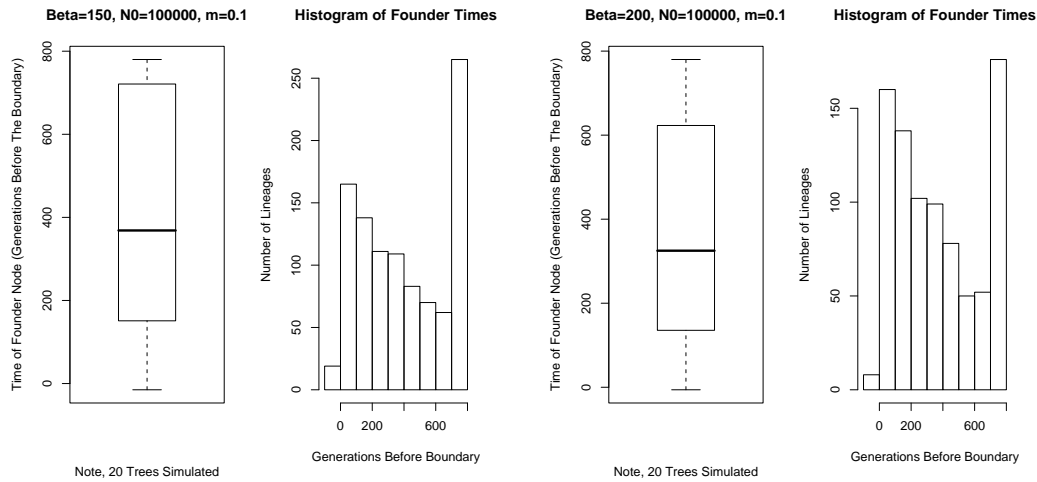 Beta=150, N0=100000, m=0.1
Time of Founder Node (Generations Before The Boundary)
0
200
400
600
800
Note, 20 Trees Simulated
Histogram of Founder Times
Number of Lineages
0
50
100
150
200
250
0
200
600
Generations Before Boundary
Beta=200, N0=100000, m=0.1
Time of Founder Node (Generations Before The Boundary)
0
200
400
600
800
Note, 20 Trees Simulated
Histogram of Founder Times
Number of Lineages
0
50
100
150
0
200
600
Generations Before Boundary